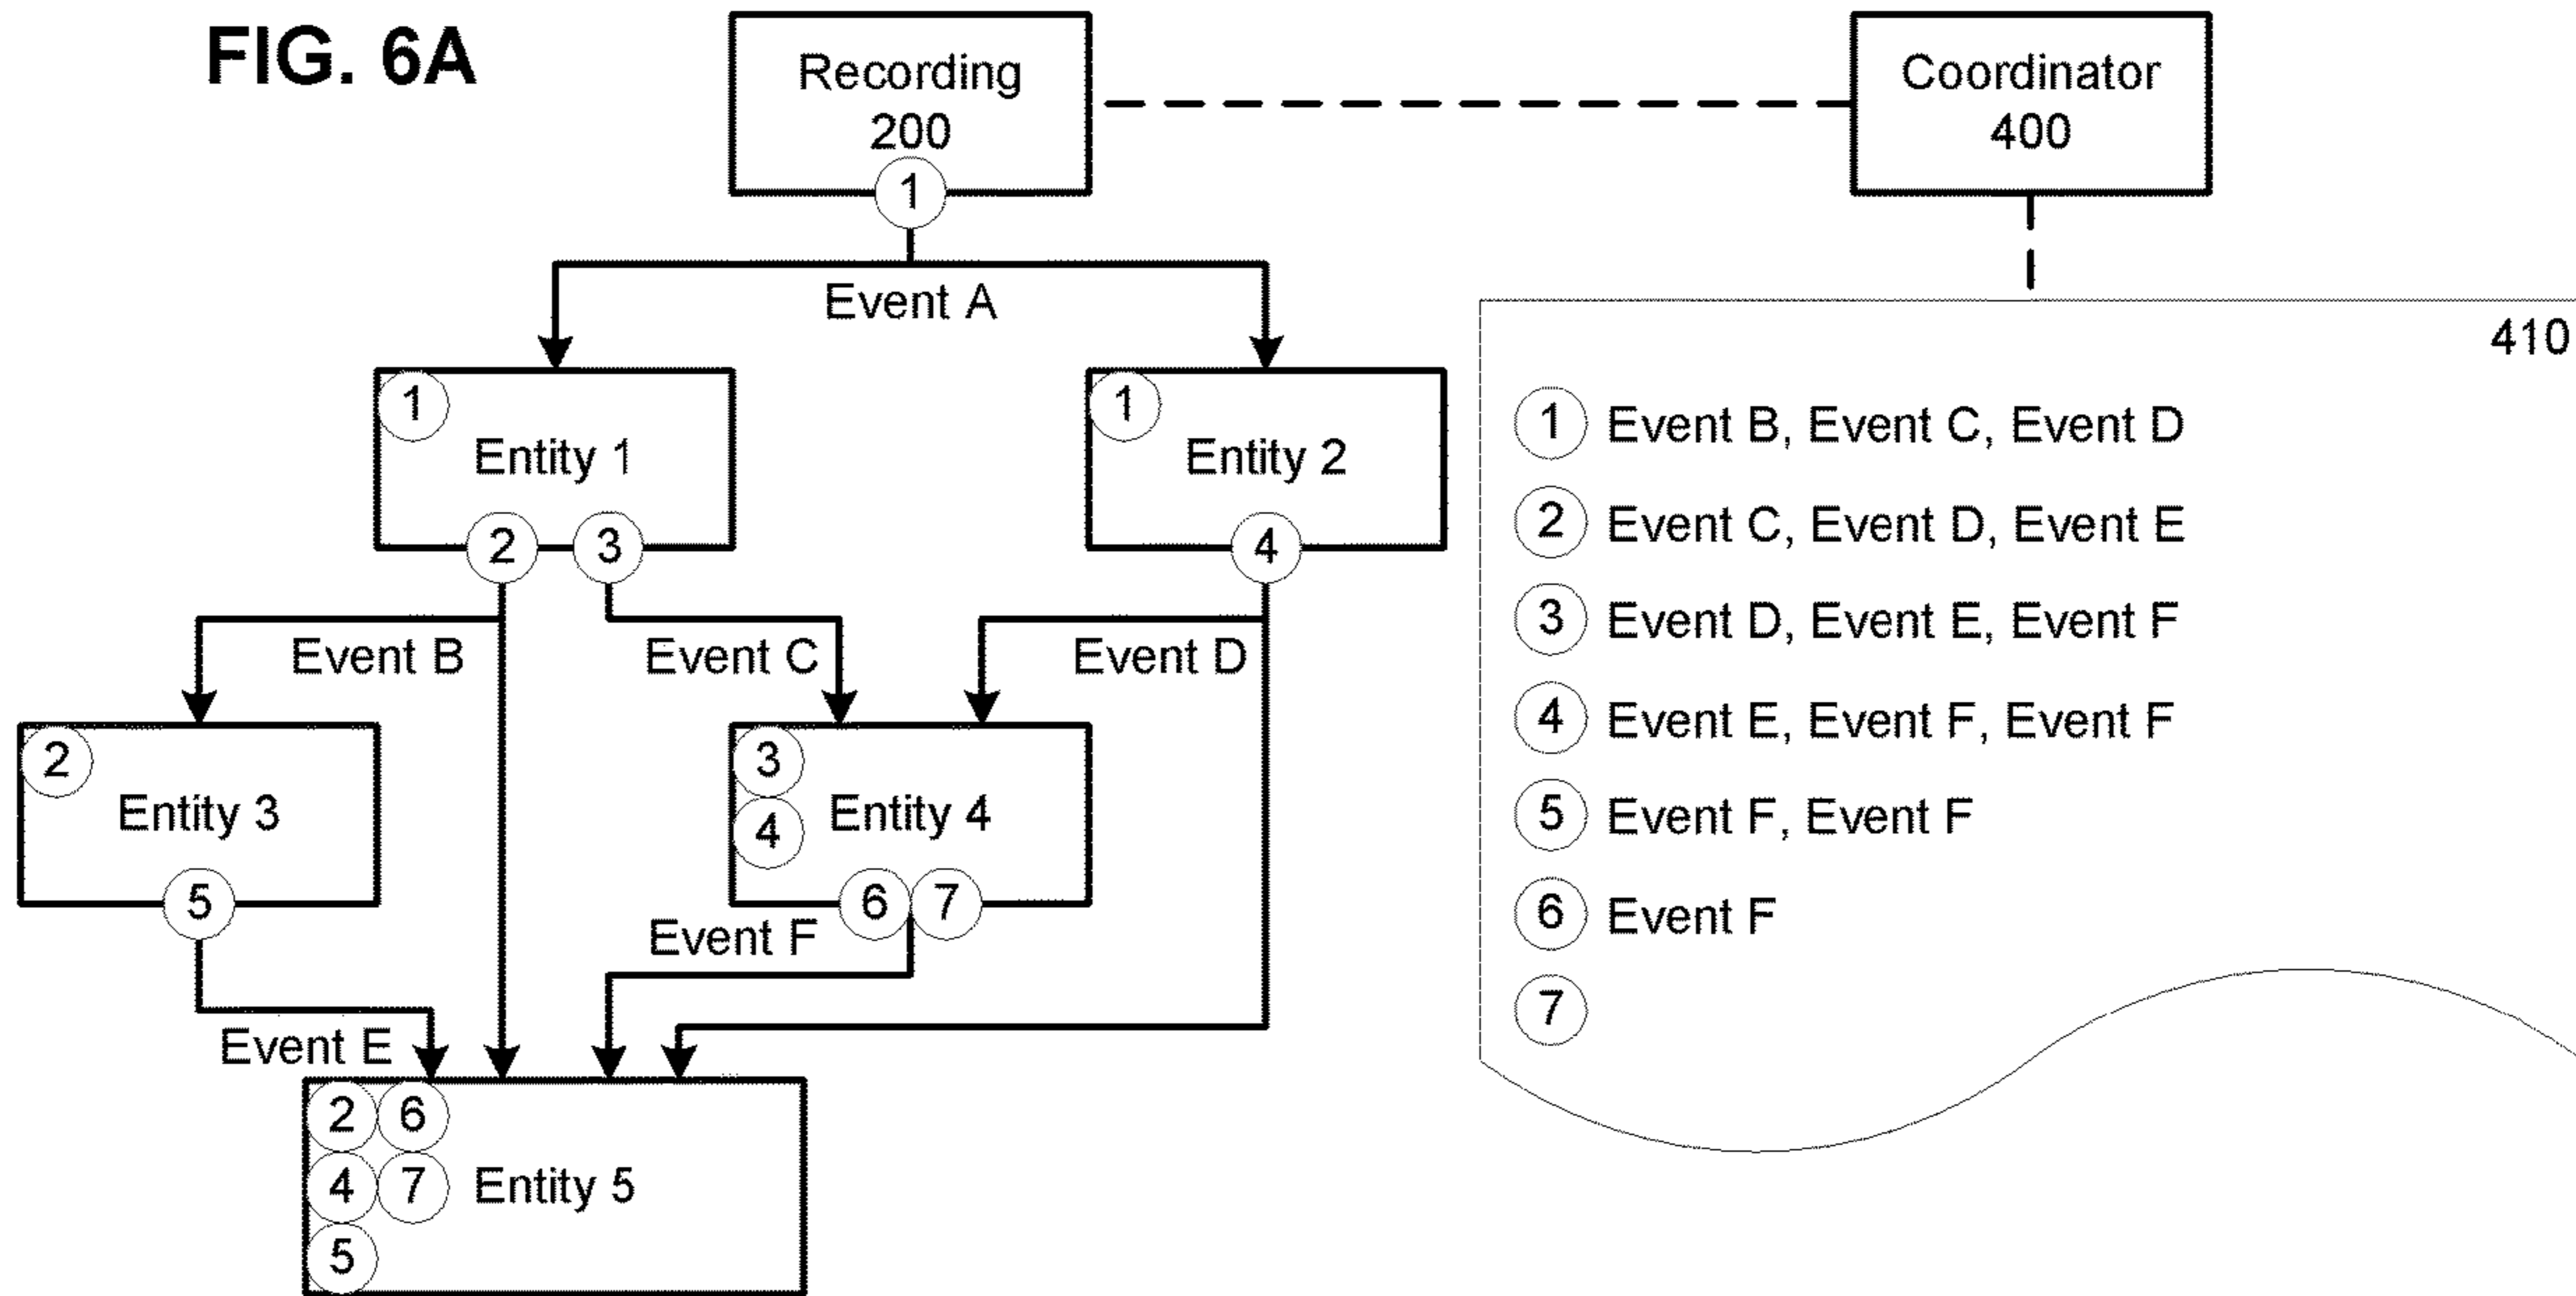 FIG. 6A
Recording
200
1
Coordinator
400
Event A
1
Entity 1
2 3
1
Entity 2
4
Event B
Event C
Event D
2
Entity 3
5
3
4
Entity 4
6 7
Event E
Event F
2 6
4 7
5
Entity 5
410
1 Event B, Event C, Event D
2 Event C, Event D, Event E
3 Event D, Event E, Event F
4 Event E, Event F, Event F
5 Event F, Event F
6 Event F
7